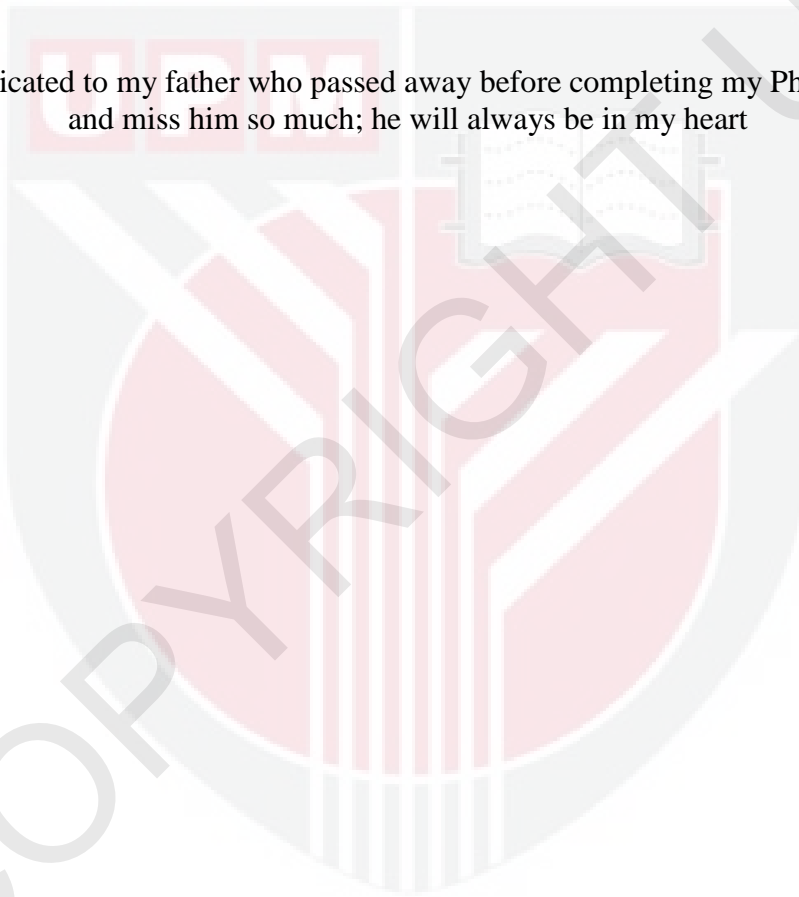 UPM
icated to my father who passed away before completing my Ph
and miss him so much; he will always be in my heart
COPYRIGHT U